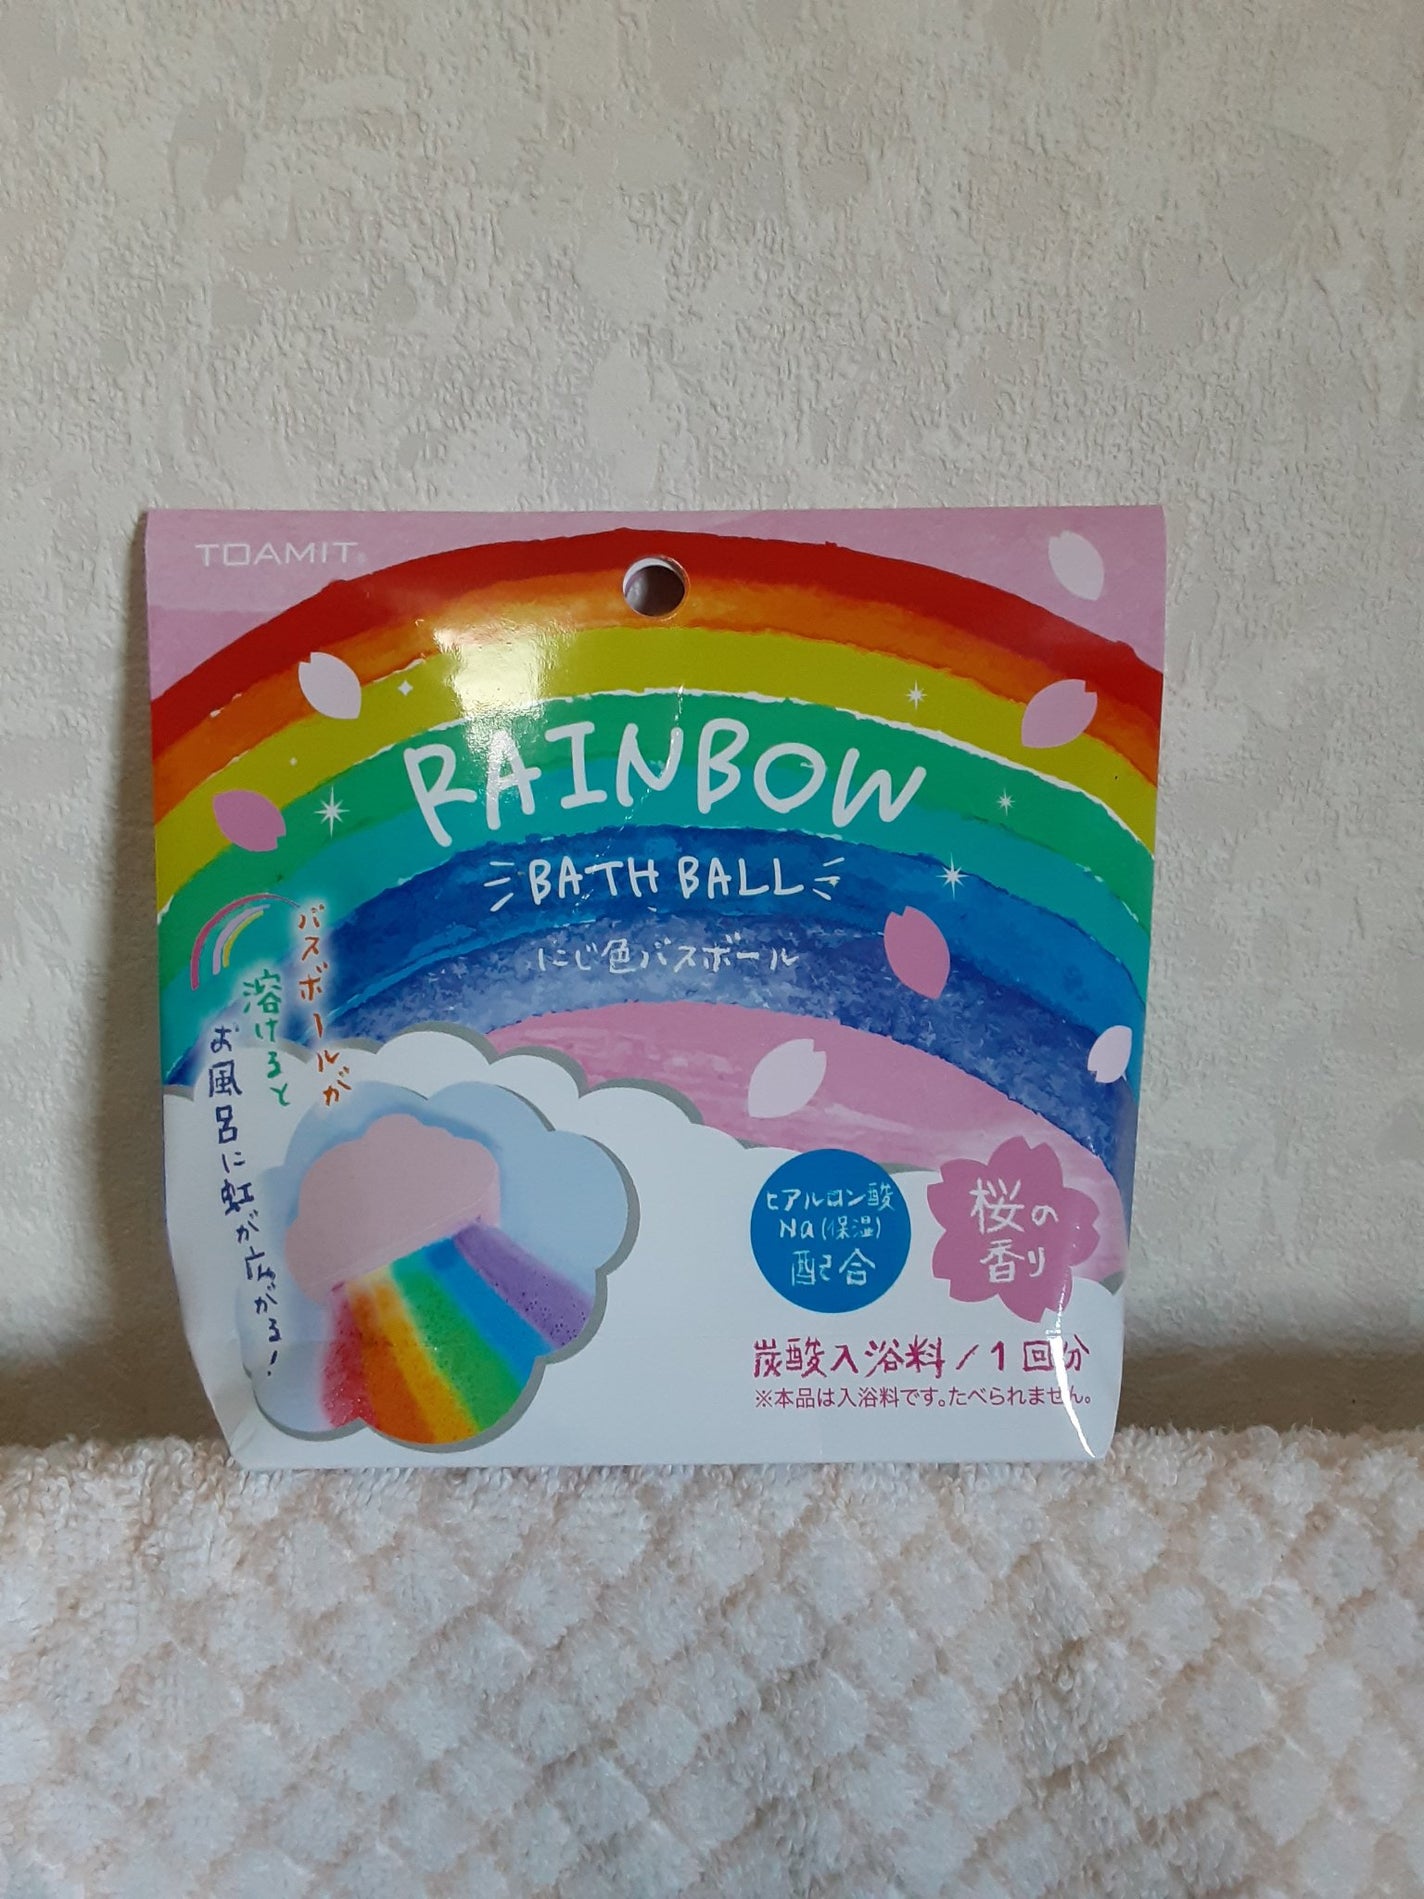 TOAMIT®
RAINBOW
BATH BALL
にじ色バスボール
バスボールが
溶けると
お風呂に虹が広がる!
ヒアルロン酸
Na(保湿)
配合
桜の
香り
炭酸入浴料/1回分
※本品は入浴料です。たべられません。